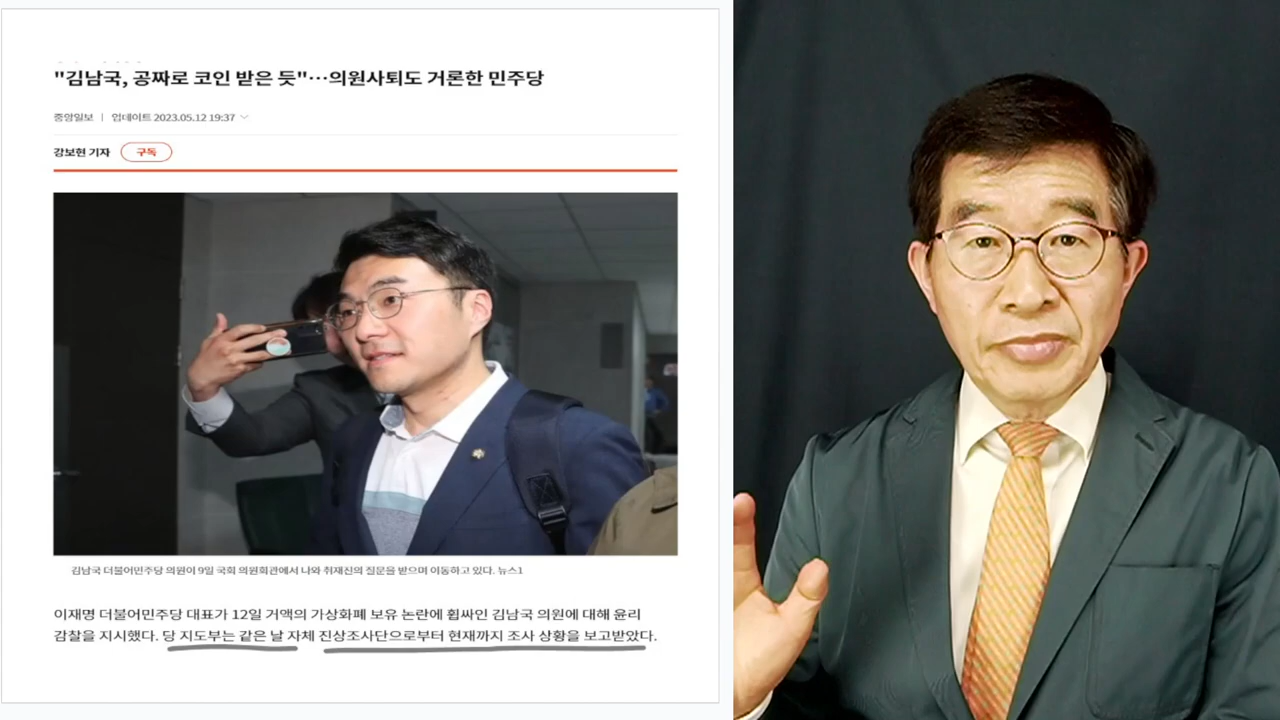 "김남국, 공짜로 코인 받은 듯"…의원사퇴도 거론한 민주당
중앙일보 | 업데이트 2023.05.12 19:37
강보현 기자 구독
김남국 더불어민주당 의원이 9일 국회 의원회관에서 나와 취재진의 질문을 받으며 이동하고 있다. 뉴스1
이재명 더불어민주당 대표가 12일 거액의 가상화폐 보유 논란에 휩싸인 김남국 의원에 대해 윤리
감찰을 지시했다. 당 지도부는 같은 날 자체 진상조사단으로부터 현재까지 조사 상황을 보고받았다.